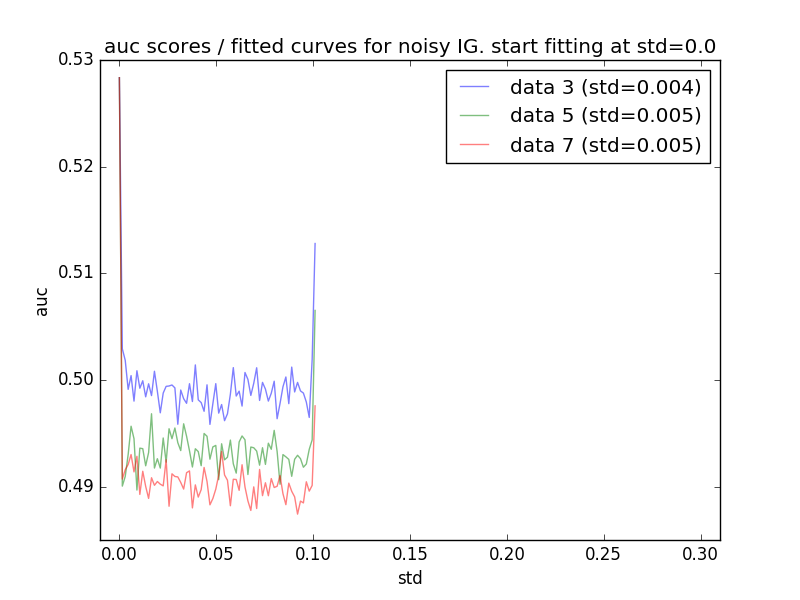 auc scores / fitted curves for noisy IG. start fitting at std=0.0
0.53
0.52
0.51
0.50
0.49
auc
data 3 (std=0.004)
data 5 (std=0.005)
data 7 (std=0.005)
0.00 0.05 0.10 0.15 0.20 0.25 0.30
std